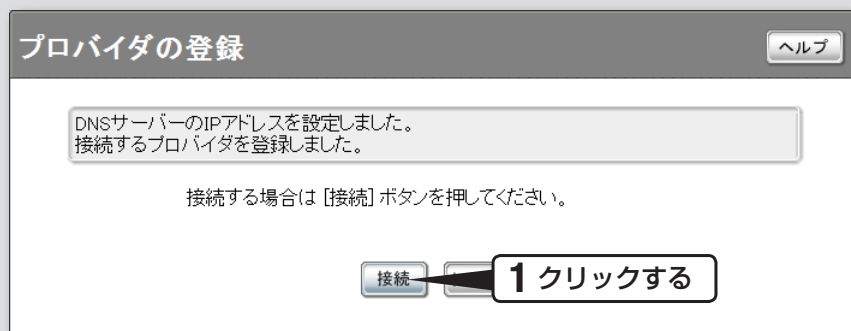 プロバイダの登録
ヘルプ
DNSサーバーのIPアドレスを設定しました。
接続するプロバイダを登録しました。
接続する場合は [接続] ボタンを押してください。
接続
1 クリックする